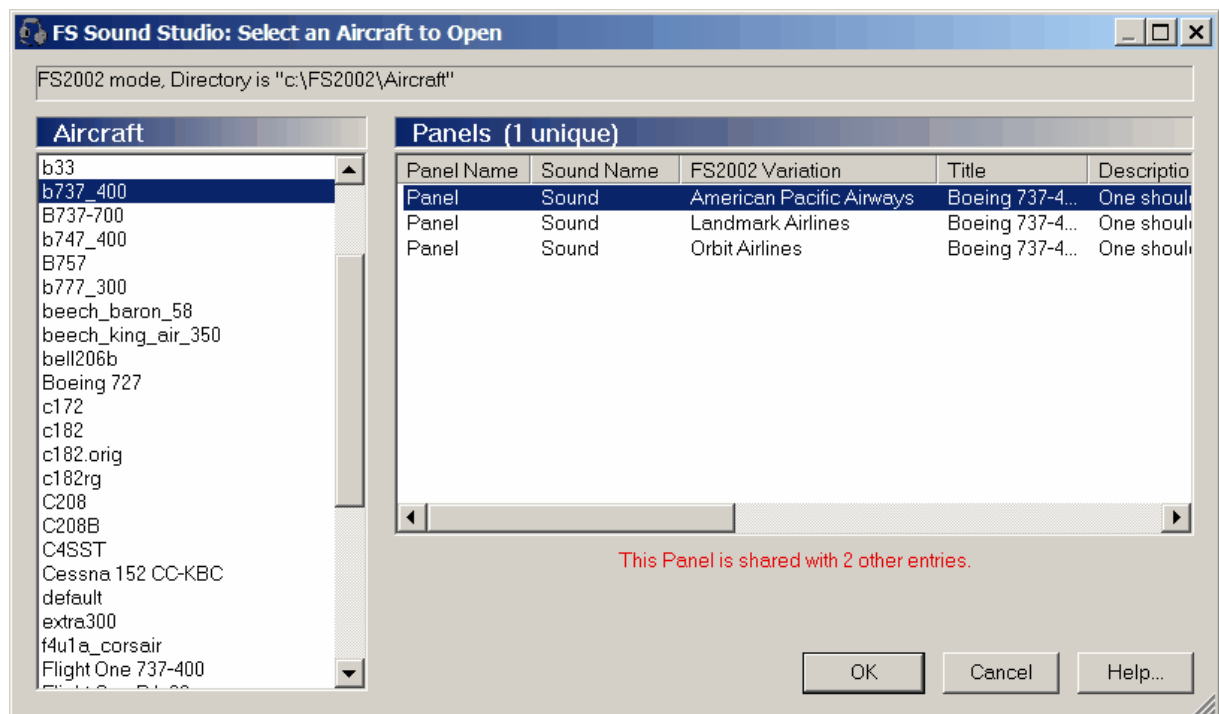 FS Sound Studio: Select an Aircraft to Open
FS2002 mode, Directory is "c:\FS2002\Aircraft"
Aircraft
b33
b737_400
B737-700
b747_400
B757
b777_300
beech_baron_58
beech_king_air_350
bell206b
Boeing 727
c172
c182
c182.orig
c182rg
C208
C208B
C4SST
Cessna 152 CC-KBC
default
extra300
f4u1a_corsair
Flight One 737-400
Panels (1 unique)
Panel Name Sound Name FS2002 Variation Title Descriptio
Panel Sound American Pacific Airways Boeing 737-4... One shoul
Panel Sound Landmark Airlines Boeing 737-4... One shoul
Panel Sound Orbit Airlines Boeing 737-4... One shoul
This Panel is shared with 2 other entries.
OK Cancel Help...